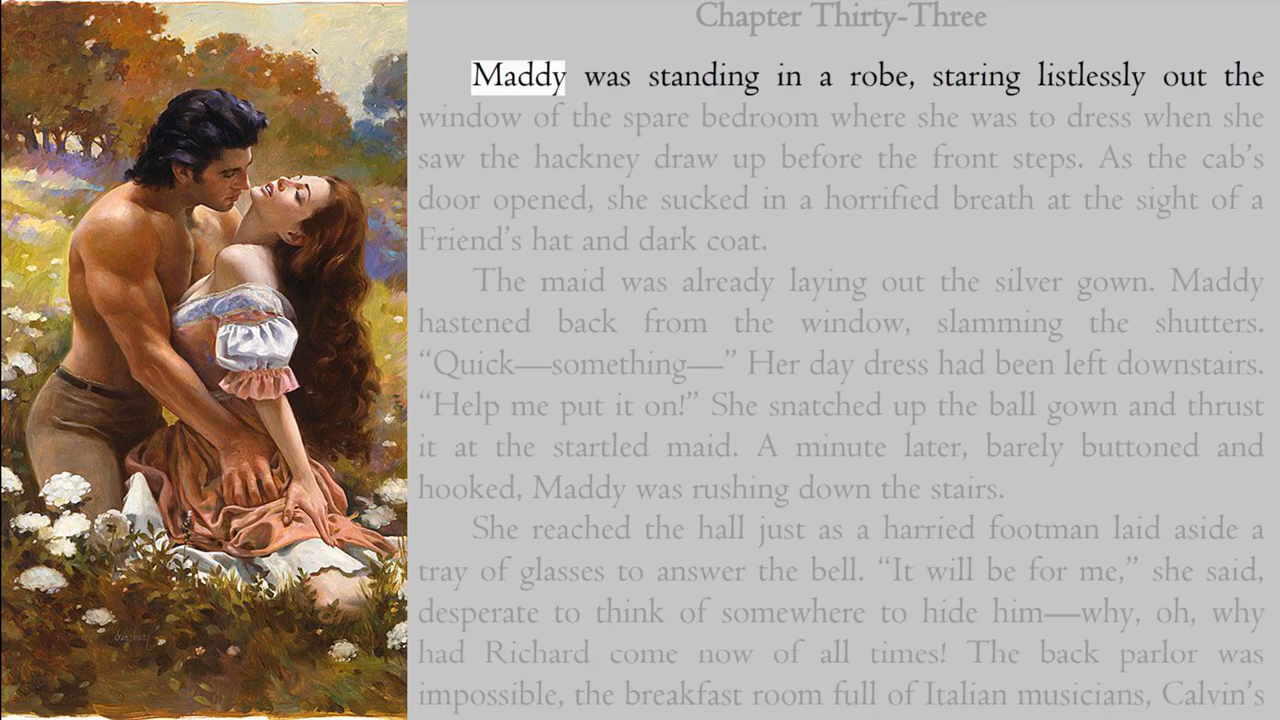 Chapter Thirty-Three
Maddy was standing in a robe, staring listlessly out the
window of the spare bedroom where she was to dress when she
saw the hackney draw up before the front steps. As the cab’s
door opened, she sucked in a horrified breath at the sight of a
Friend’s hat and dark coat.
The maid was already laying out the silver gown. Maddy
hastened back from the window, slamming the shutters.
“Quick—something—” Her day dress had been left downstairs.
“Help me put it on!” She snatched up the ball gown and thrust
it at the startled maid. A minute later, barely buttoned and
hooked, Maddy was rushing down the stairs.
She reached the hall just as a harried footman laid aside a
tray of glasses to answer the bell. “It will be for me,” she said,
desperate to think of somewhere to hide him—why, oh, why
had Richard come now of all times! The back parlor was
impossible, the breakfast room full of Italian musicians, Calvin’s